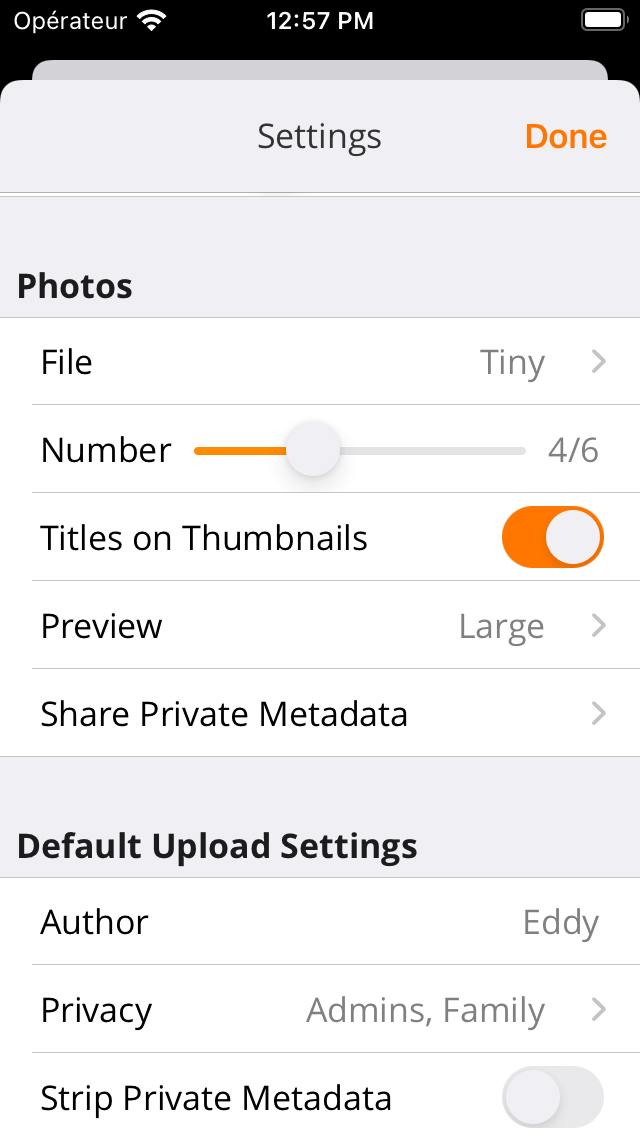 Opérateur 12:57 PM
Settings Done
Photos
File Tiny
Number 4/6
Titles on Thumbnails
Preview Large
Share Private Metadata
Default Upload Settings
Author Eddy
Privacy Admins, Family
Strip Private Metadata